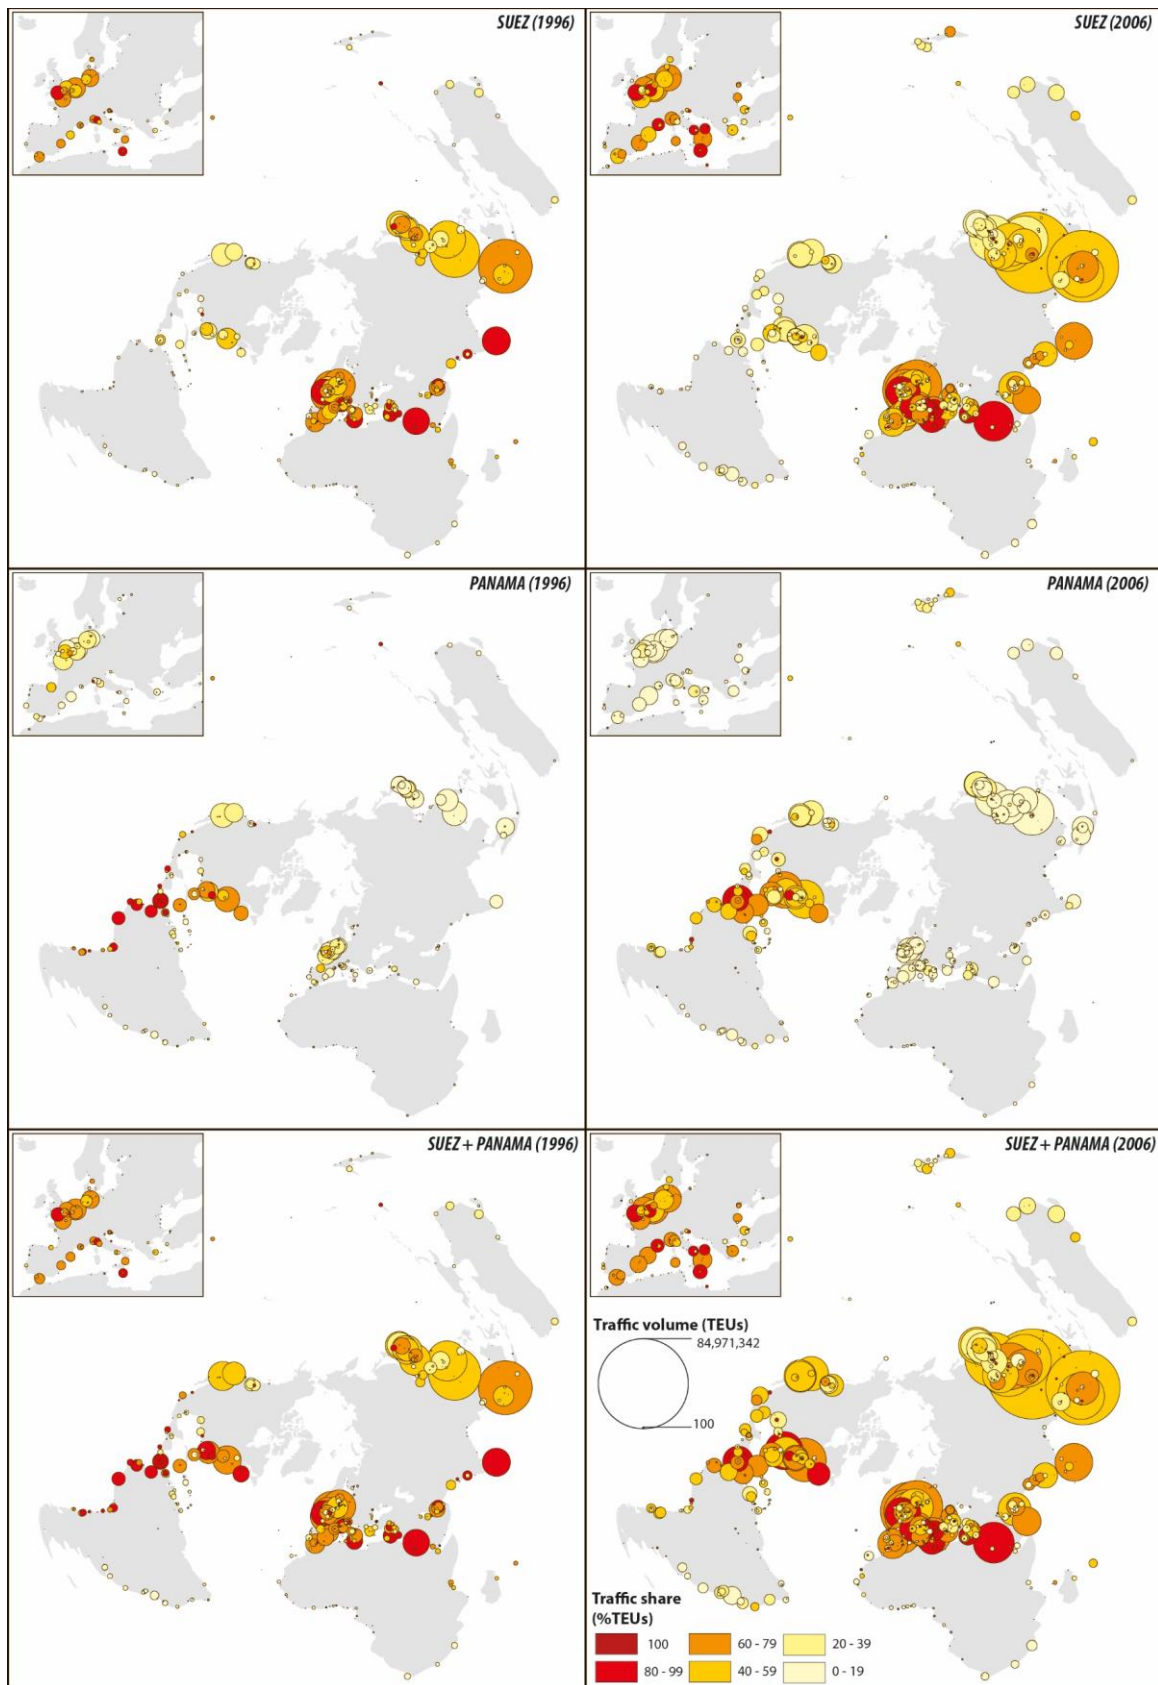 SUEZ (1996)
SUEZ (2006)
PANAMA (1996)
PANAMA (2006)
SUEZ + PANAMA (1996)
SUEZ + PANAMA (2006)
Traffic volume (TEUs)
84,971,342
100
Traffic share
(%TEUs)
100
60 - 79
20 - 39
80 - 99
40 - 59
0 - 19